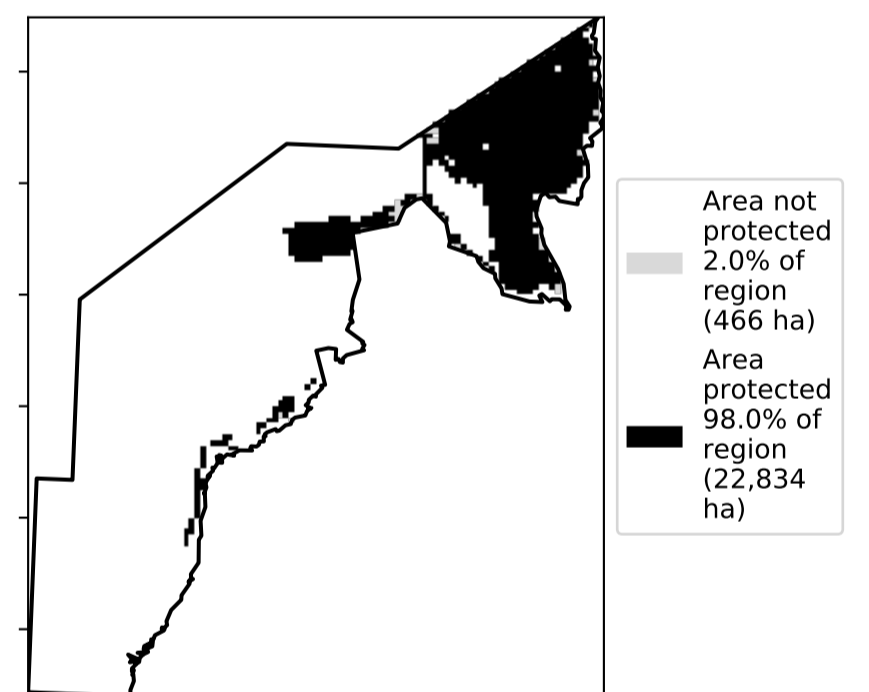 Area not
protected
2.0% of
region
(466 ha)
Area
protected
98.0% of
region
(22,834
ha)